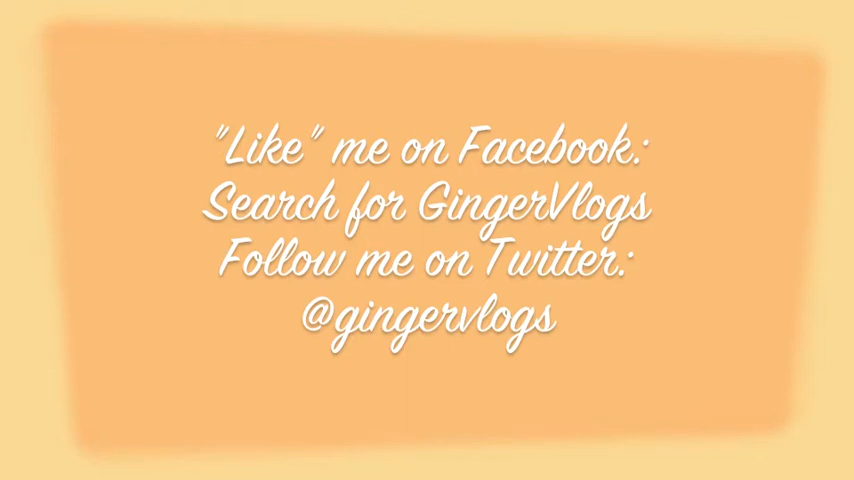 "Like" me on Facebook:
Search for GingerVlogs
Follow me on Twitter:
@gingervlogs